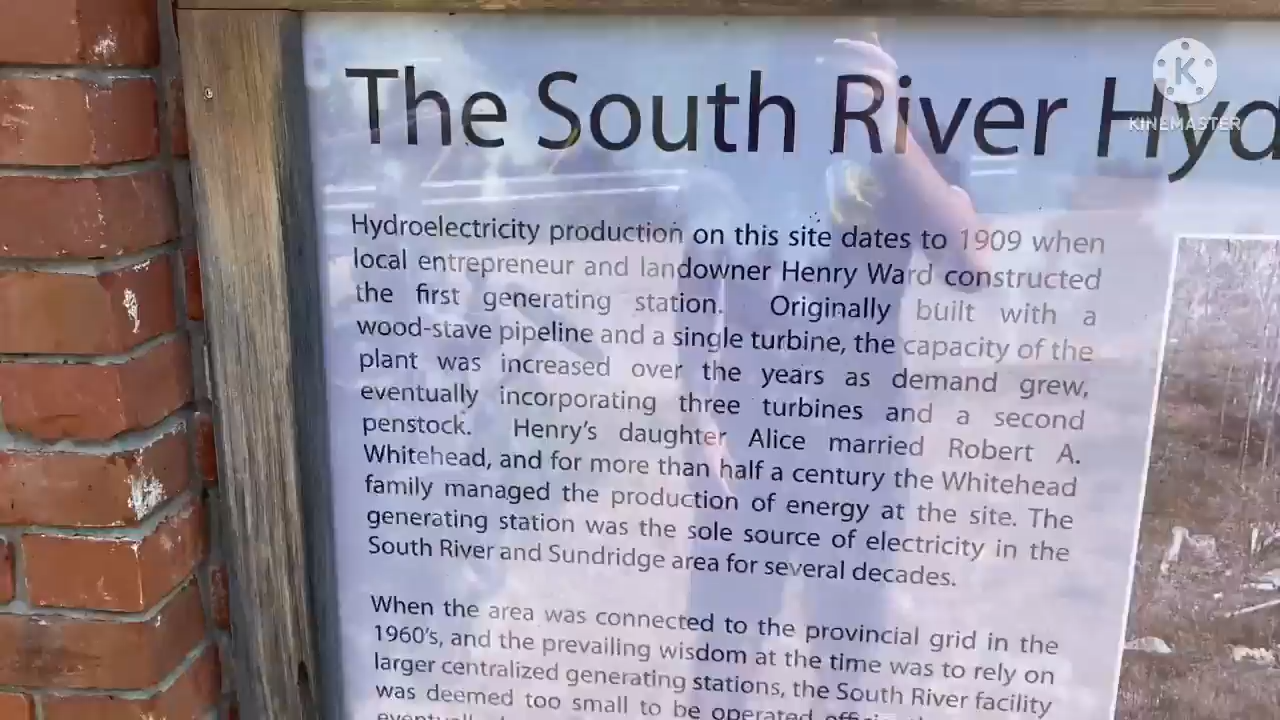 The South River Hyd
KINEMASTER
Hydroelectricity production on this site dates to 1909 when
local entrepreneur and landowner Henry Ward constructed
the first generating station. Originally built with a
wood-stave pipeline and a single turbine, the capacity of the
plant was increased over the years as demand grew,
eventually incorporating three turbines and a second
penstock. Henry's daughter Alice married Robert A.
Whitehead, and for more than half a century the Whitehead
family managed the production of energy at the site. The
generating station was the sole source of electricity in the
South River and Sundridge area for several decades.
When the area was connected to the provincial grid in the
1960's, and the prevailing wisdom at the time was to rely on
larger centralized generating stations, the South River facility
was deemed too small to be operated